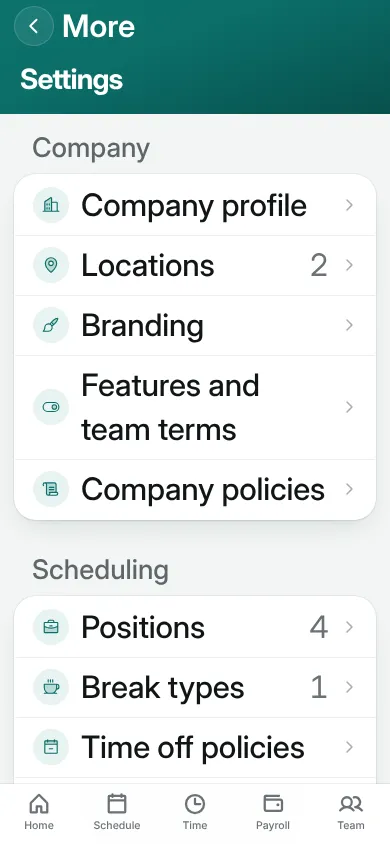 More
Settings
Company
Company profile
Locations 2
Branding
Features and
team terms
Company policies
Scheduling
Positions 4
Break types 1
Time off policies
Home Schedule Time Payroll Team